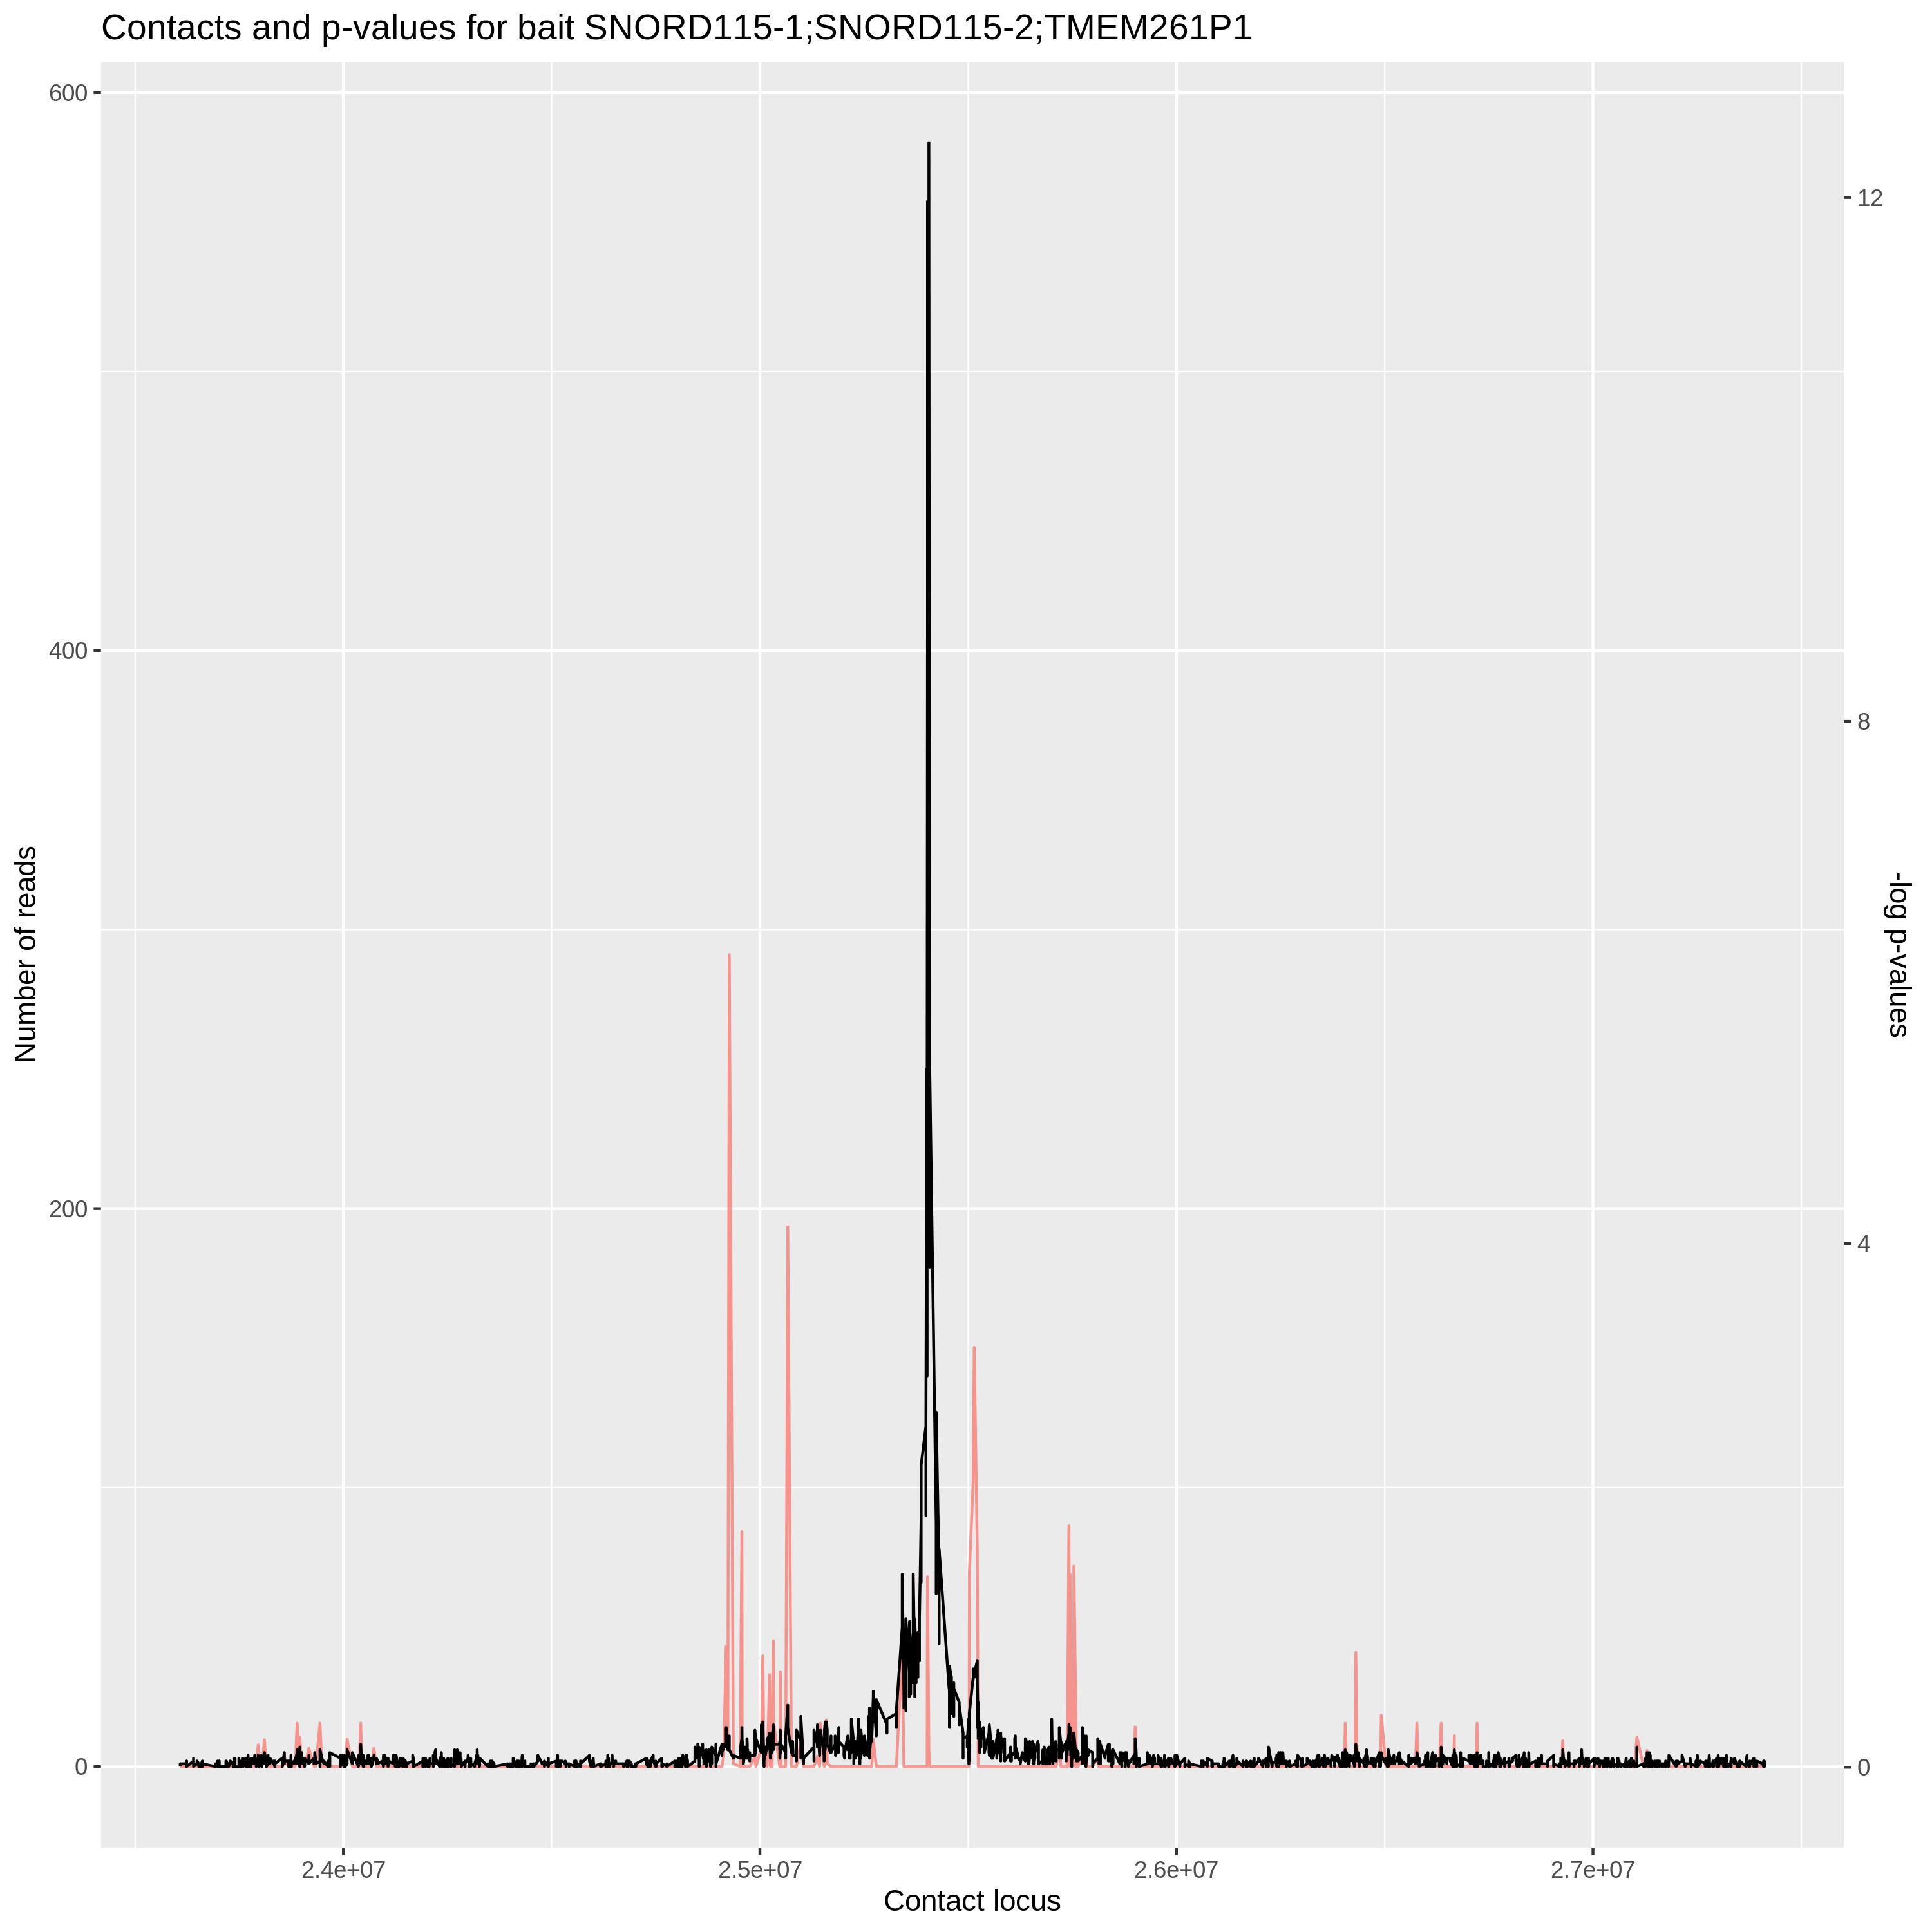 Contacts and p-values for bait SNORD115-1;SNORD115-2;TMEM261P1
600
400
200
0
Number of reads
12
8
4
0
-log p-values
2.4e+07
2.5e+07
2.6e+07
2.7e+07
Contact locus